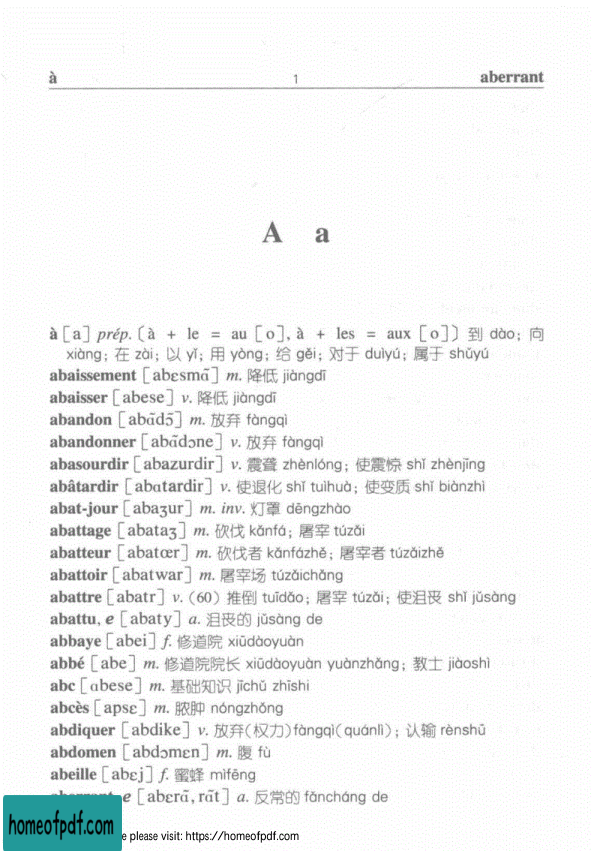 à 1 aberrant
A a
à [a] prép. (à + le = au [o], à + les = aux [o]) 到 dào; 向
xiàng; 在 zài; 以 yǐ; 用 yòng; 给 gěi; 对于 duìyú; 属于 shǔyú
abaissement [abɛsmɑ̃] m. 降低 jiàngdī
abaisser [abese] v. 降低 jiàngdī
abandon [abɑ̃dɔ̃] m. 放弃 fàngqì
abandonner [abɑ̃dɔne] v. 放弃 fàngqì
abasourdir [abazurdir] v. 震聋 zhènlóng; 使震惊 shǐ zhènjīng
abâtardir [abɑtardir] v. 使退化 shǐ tuìhuà; 使变质 shǐ biànzhì
abat-jour [abaʒur] m. inv. 灯罩 dēngzhào
abattage [abataʒ] m. 砍伐 kǎnfá; 屠宰 túzǎi
abatteur [abatœr] m. 砍伐者 kǎnfázhě; 屠宰者 túzǎizhě
abattoir [abatwar] m. 屠宰场 túzǎichǎng
abattre [abatr] v. (60) 推倒 tuīdǎo; 屠宰 túzǎi; 使沮丧 shǐ jǔsàng
abattu, e [abaty] a. 沮丧的 jǔsàng de
abbaye [abei] f. 修道院 xiūdàoyuàn
abbé [abe] m. 修道院院长 xiūdàoyuàn yuànzhǎng; 教士 jiàoshì
abc [ɑbese] m. 基础知识 jīchǔ zhīshi
abcès [apsɛ] m. 脓肿 nóngzhǒng
abdiquer [abdike] v. 放弃(权力)fàngqì(quánlì); 认输 rènshū
abdomen [abdɔmɛn] m. 腹 fù
abeille [abɛj] f. 蜜蜂 mìfēng
aberrant, e [abɛrɑ̃, rɑ̃t] a. 反常的 fǎncháng de
homeofpdf.com
please visit: https://homeofpdf.com